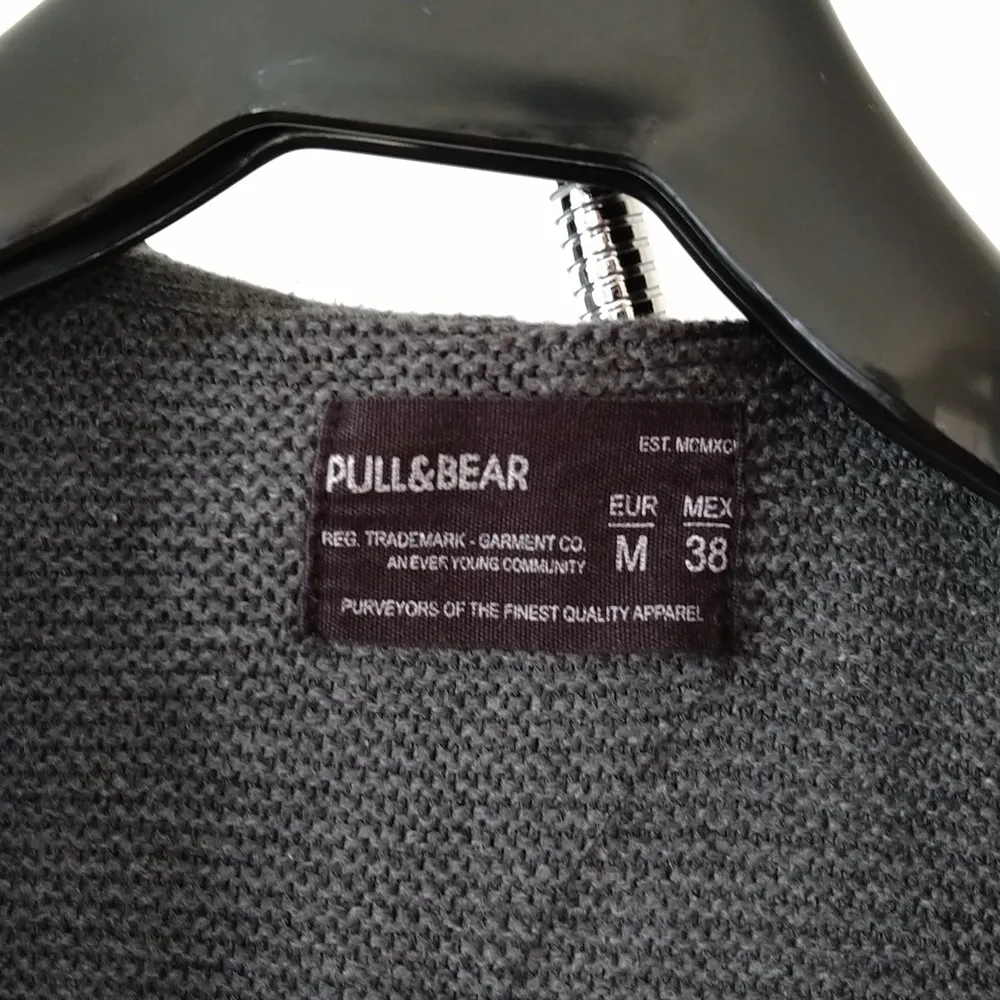 EST. MCMXCI
PULL&BEAR
EUR MEX
M 38
REG. TRADEMARK - GARMENT CO.
AN EVER YOUNG COMMUNITY
PURVEYORS OF THE FINEST QUALITY APPAREL